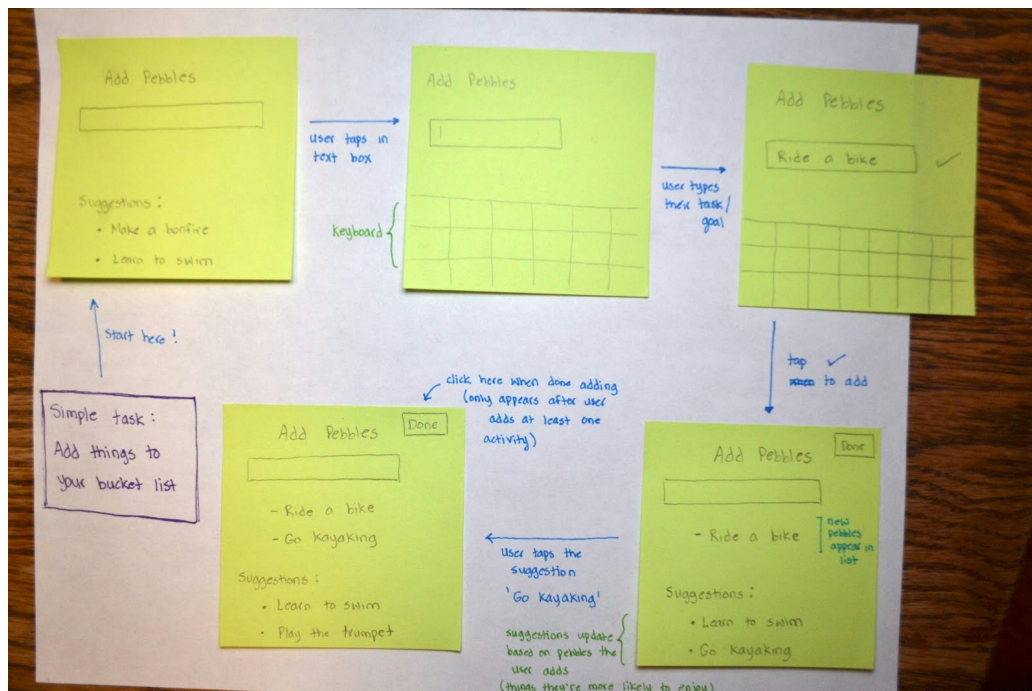 Add Pebbles
Suggestions:
• Make a bonfire
• Learn to swim
user taps in
text box
Add Pebbles
Keyboard
user types
their task/
goal
Add Pebbles
Ride a bike ✓
Start here!
Simple task:
Add things to
your bucket list
tap ✓
to add
Add Pebbles
Done
- Ride a bike
new
pebbles
appear in
list
Suggestions:
• Learn to swim
• Go Kayaking
User taps the
suggestion
'Go Kayaking'
suggestions update
based on pebbles the
user adds
(things they're more likely to enjoy)
click here when done adding
(only appears after user
adds at least one
activity)
Add Pebbles
Done
- Ride a bike
- Go Kayaking
Suggestions:
• Learn to swim
• Play the trumpet